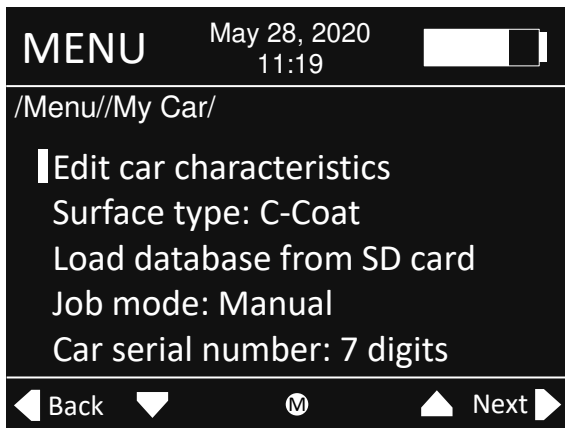 MENU
May 28, 2020
11:19
/Menu//My Car/
Edit car characteristics
Surface type: C-Coat
Load database from SD card
Job mode: Manual
Car serial number: 7 digits
Back M Next